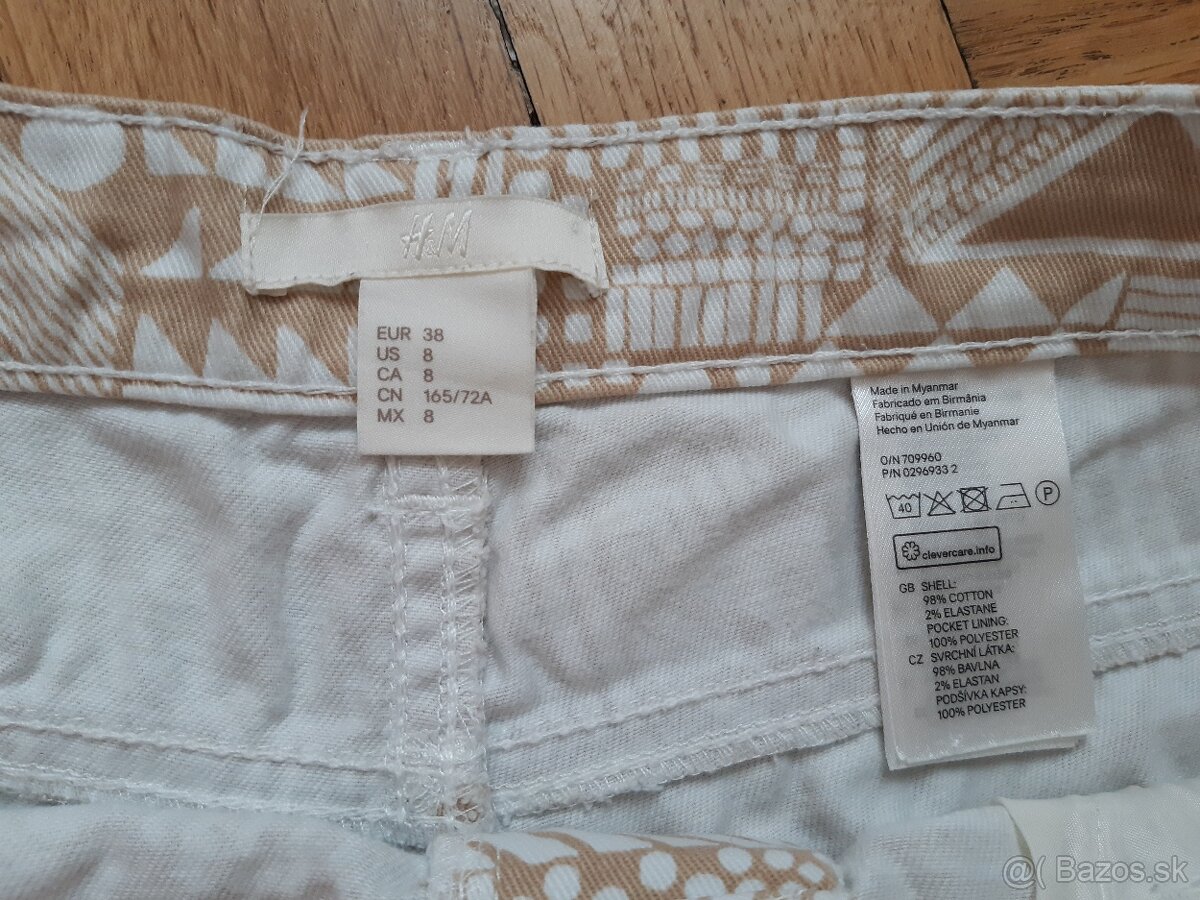 H&M
EUR 38
US 8
CA 8
CN 165/72A
MX 8
Made in Myanmar
Fabricado em Birmânia
Fabriqué en Birmanie
Hecho en Unión de Myanmar
O/N 709960
P/N 0296933 2
40
P
clevercare.info
GB SHELL:
98% COTTON
2% ELASTANE
POCKET LINING:
100% POLYESTER
CZ SVRCHNÍ LÁTKA:
98% BAVLNA
2% ELASTAN
PODŠÍVKA KAPSY:
100% POLYESTER
@( Bazos.sk